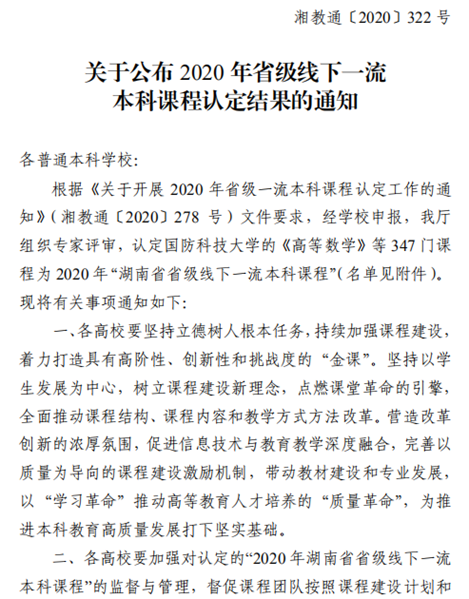 湘教通〔2020〕322 号
关于公布 2020 年省级线下一流
本科课程认定结果的通知
各普通本科学校：
根据《关于开展 2020 年省级一流本科课程认定工作的通
知》（湘教通〔2020〕278 号）文件要求，经学校申报，我厅
组织专家评审，认定国防科技大学的《高等数学》等 347 门课
程为 2020 年“湖南省省级线下一流本科课程”（名单见附件）。
现将有关事项通知如下：
一、各高校要坚持立德树人根本任务，持续加强课程建设，
着力打造具有高阶性、创新性和挑战度的“金课”。坚持以学
生发展为中心，树立课程建设新理念，点燃课堂革命的引擎，
全面推动课程结构、课程内容和教学方式方法改革。营造改革
创新的浓厚氛围，促进信息技术与教育教学深度融合，完善以
质量为导向的课程建设激励机制，带动教材建设和专业发展，
以“学习革命”推动高等教育人才培养的“质量革命”，为推
进本科教育高质量发展打下坚实基础。
二、各高校要加强对认定的“2020 年湖南省省级线下一流
本科课程”的监督与管理，督促课程团队按照课程建设计划和